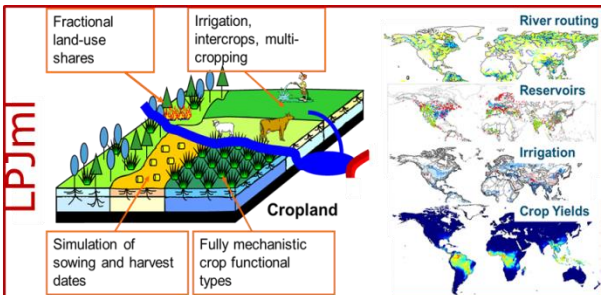 LPJml
Fractional
land-use
shares
Irrigation,
intercrops, multi-
cropping
Cropland
Simulation of
sowing and harvest
dates
Fully mechanistic
crop functional
types
River routing
Reservoirs
Irrigation
Crop Yields